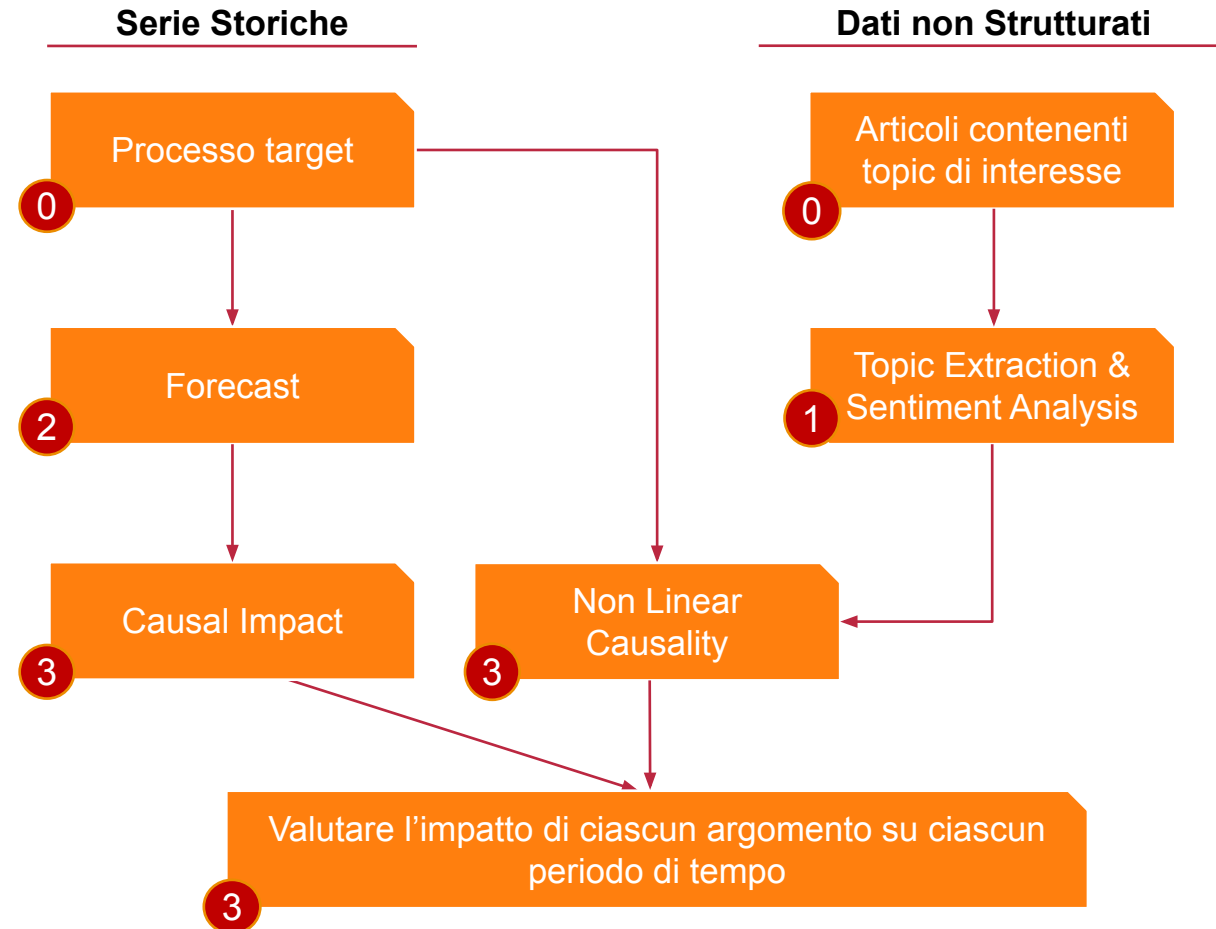 Serie Storiche
Dati non Strutturati
Processo target
0
Articoli contenenti
topic di interesse
0
Forecast
2
Topic Extraction &
Sentiment Analysis
1
Causal Impact
3
Non Linear
Causality
3
Valutare l’impatto di ciascun argomento su ciascun
periodo di tempo
3